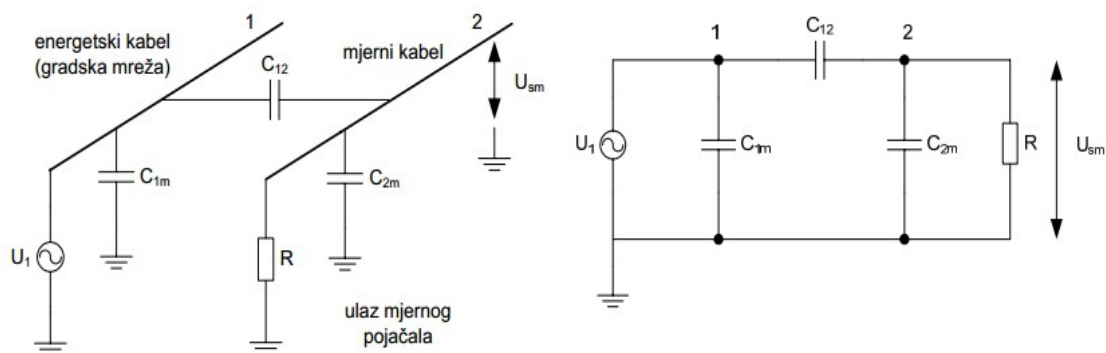 1
energetski kabel
(gradska mreža)
C12
C1m
U1
2
mjerni kabel
Usm
C2m
R
ulaz mjernog
pojačala
1
C12
2
U1
C1m
C2m
R
Usm